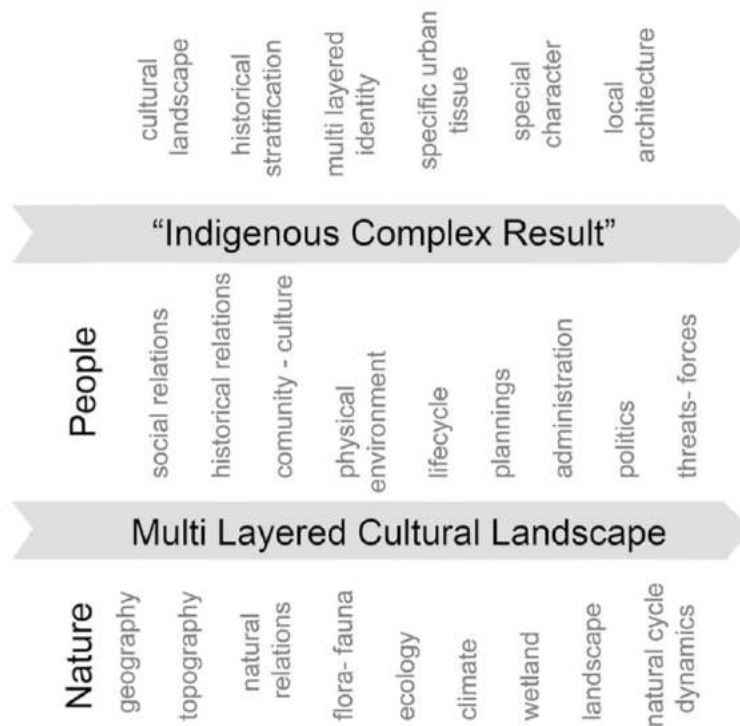 cultural
landscape
historical
stratification
multi layered
identity
specific urban
tissue
special
character
local
architecture
“Indigenous Complex Result”
People
social relations
historical relations
comunity - culture
physical
environment
lifecycle
plannings
administration
politics
threats- forces
Multi Layered Cultural Landscape
Nature
geography
topography
natural
relations
flora- fauna
ecology
climate
wetland
landscape
natural cycle
dynamics